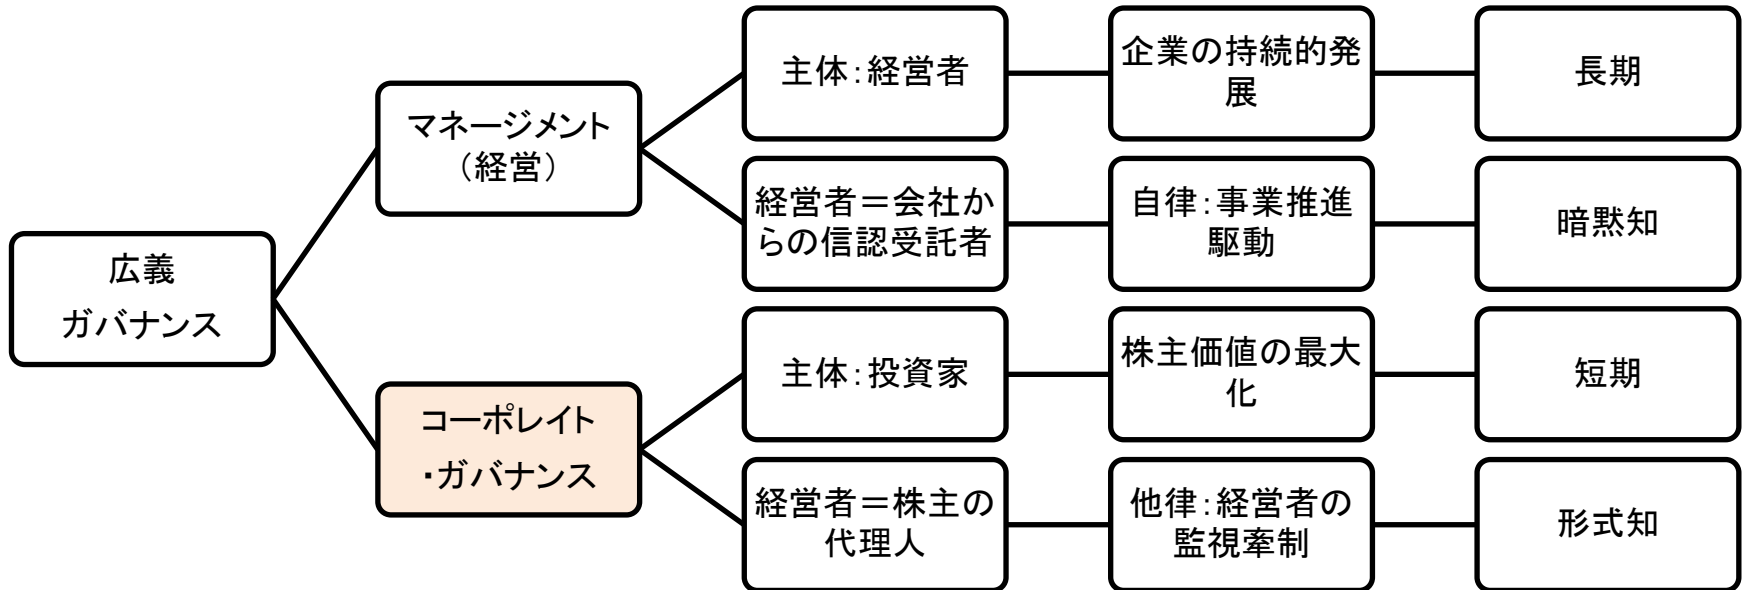 広義
ガバナンス
マネージメント
（経営）
主体：経営者
企業の持続的発
展
長期
経営者＝会社か
らの信認受託者
自律：事業推進
駆動
暗黙知
コーポレイト
・ガバナンス
主体：投資家
株主価値の最大
化
短期
経営者＝株主の
代理人
他律：経営者の
監視牽制
形式知